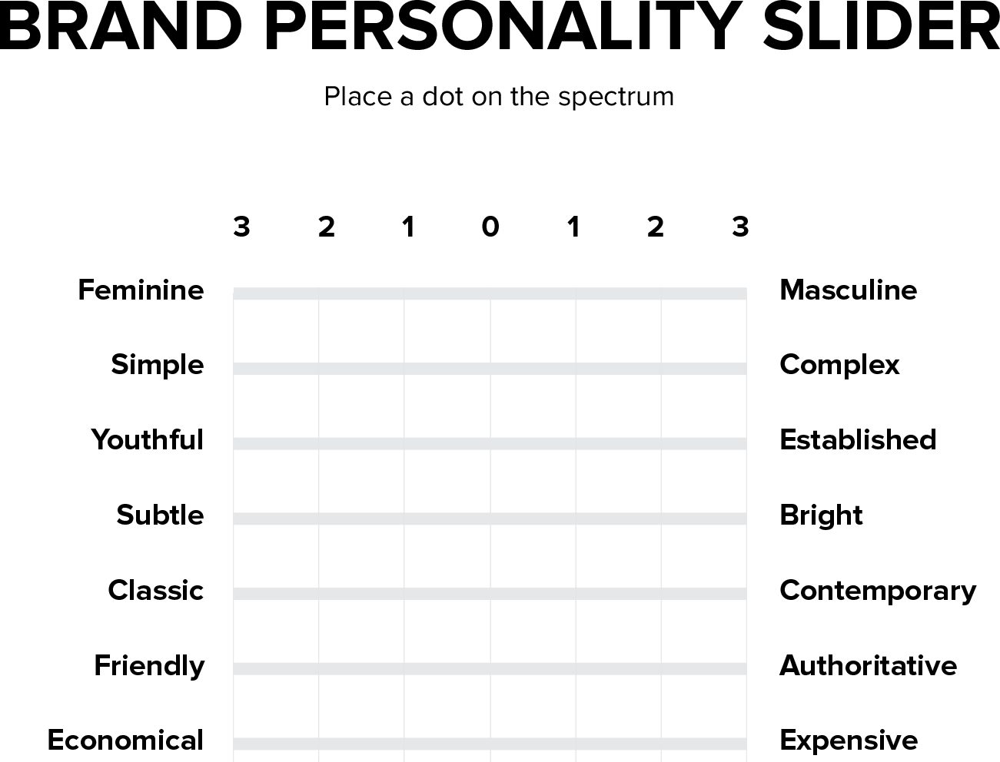 BRAND PERSONALITY SLIDER
Place a dot on the spectrum
3 2 1 0 1 2 3
Feminine Masculine
Simple Complex
Youthful Established
Subtle Bright
Classic Contemporary
Friendly Authoritative
Economical Expensive